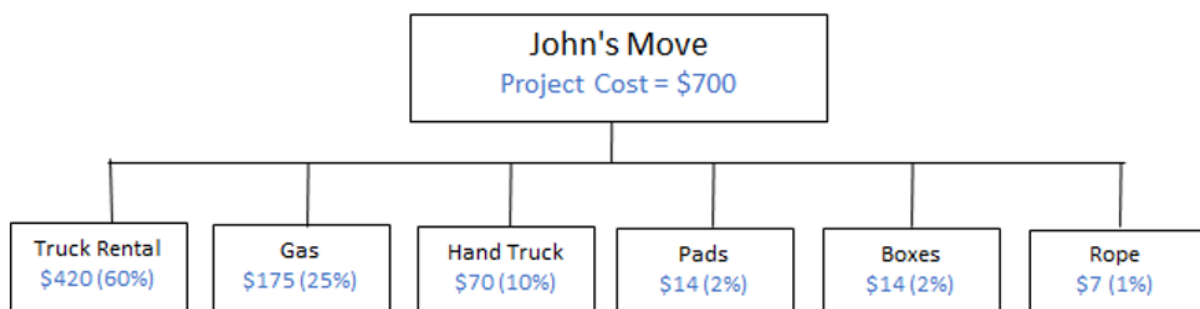 John's Move
Project Cost = $700
Truck Rental
$420 (60%)
Gas
$175 (25%)
Hand Truck
$70 (10%)
Pads
$14 (2%)
Boxes
$14 (2%)
Rope
$7 (1%)